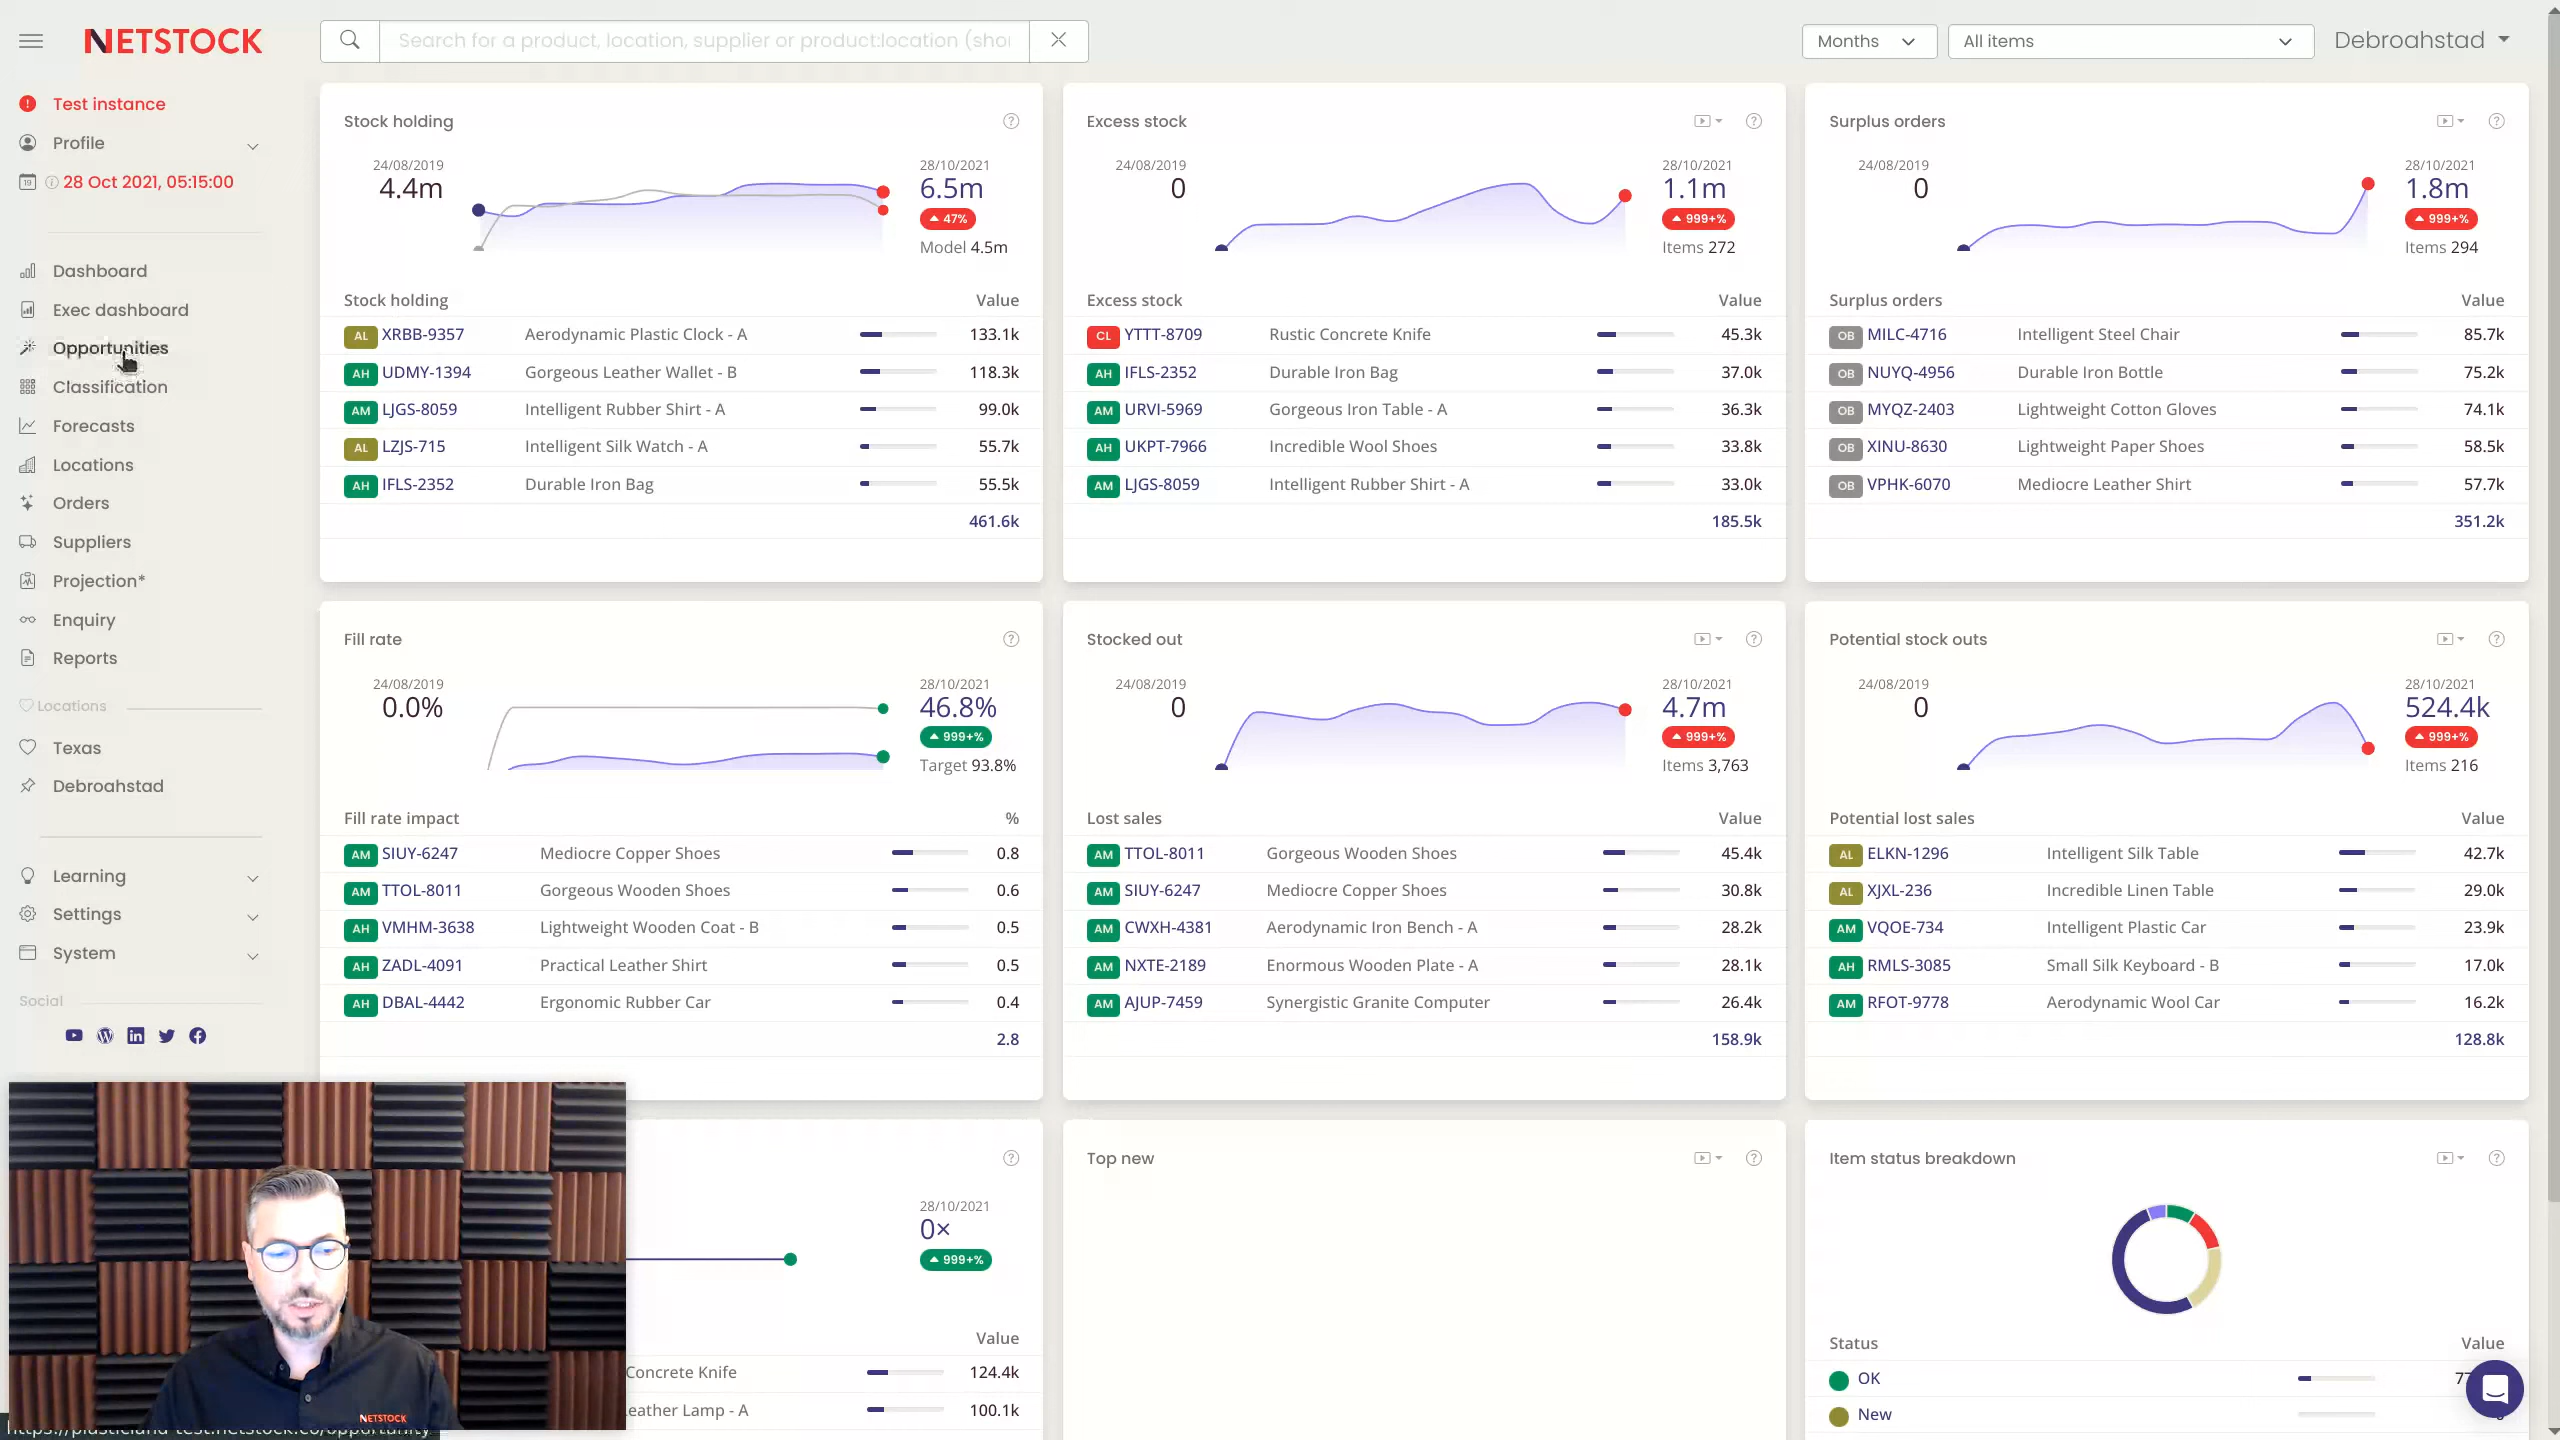 NETSTOCK
Search for a product, location, supplier or product:location (shor
Months
All items
Debroahstad
Test instance
Profile
28 Oct 2021, 05:15:00
Dashboard
Exec dashboard
Opportunities
Classification
Forecasts
Locations
Orders
Suppliers
Projection*
Enquiry
Reports
Locations
Texas
Debroahstad
Learning
Settings
System
Social
Stock holding
24/08/2019
4.4m
28/10/2021
6.5m
47%
Model 4.5m
Stock holding Value
AL XRBB-9357 Aerodynamic Plastic Clock - A 133.1k
AH UDMY-1394 Gorgeous Leather Wallet - B 118.3k
AM LJGS-8059 Intelligent Rubber Shirt - A 99.0k
AL LZJS-715 Intelligent Silk Watch - A 55.7k
AH IFLS-2352 Durable Iron Bag 55.5k
461.6k
Excess stock
24/08/2019
0
28/10/2021
1.1m
999+%
Items 272
Excess stock Value
CL YTTT-8709 Rustic Concrete Knife 45.3k
AH IFLS-2352 Durable Iron Bag 37.0k
AM URVI-5969 Gorgeous Iron Table - A 36.3k
AH UKPT-7966 Incredible Wool Shoes 33.8k
AM LJGS-8059 Intelligent Rubber Shirt - A 33.0k
185.5k
Surplus orders
24/08/2019
0
28/10/2021
1.8m
999+%
Items 294
Surplus orders Value
OB MILC-4716 Intelligent Steel Chair 85.7k
OB NUYQ-4956 Durable Iron Bottle 75.2k
OB MYQZ-2403 Lightweight Cotton Gloves 74.1k
OB XINU-8630 Lightweight Paper Shoes 58.5k
OB VPHK-6070 Mediocre Leather Shirt 57.7k
351.2k
Fill rate
24/08/2019
0.0%
28/10/2021
46.8%
999+%
Target 93.8%
Fill rate impact %
AM SIUY-6247 Mediocre Copper Shoes 0.8
AM TTOL-8011 Gorgeous Wooden Shoes 0.6
AH VMHM-3638 Lightweight Wooden Coat - B 0.5
AH ZADL-4091 Practical Leather Shirt 0.5
AH DBAL-4442 Ergonomic Rubber Car 0.4
2.8
Stocked out
24/08/2019
0
28/10/2021
4.7m
999+%
Items 3,763
Lost sales Value
AM TTOL-8011 Gorgeous Wooden Shoes 45.4k
AM SIUY-6247 Mediocre Copper Shoes 30.8k
AM CWXH-4381 Aerodynamic Iron Bench - A 28.2k
AM NXTE-2189 Enormous Wooden Plate - A 28.1k
AM AJUP-7459 Synergistic Granite Computer 26.4k
158.9k
Potential stock outs
24/08/2019
0
28/10/2021
524.4k
999+%
Items 216
Potential lost sales Value
AL ELKN-1296 Intelligent Silk Table 42.7k
AL XJXL-236 Incredible Linen Table 29.0k
AM VQOE-734 Intelligent Plastic Car 23.9k
AH RMLS-3085 Small Silk Keyboard - B 17.0k
AM RFOT-9778 Aerodynamic Wool Car 16.2k
128.8k
28/10/2021
0×
999+%
Value
Concrete Knife 124.4k
eather Lamp - A 100.1k
Top new
Item status breakdown
Status Value
OK 77
New
NETSTOCK
https://plasticland-test.netstock.co/opportunity